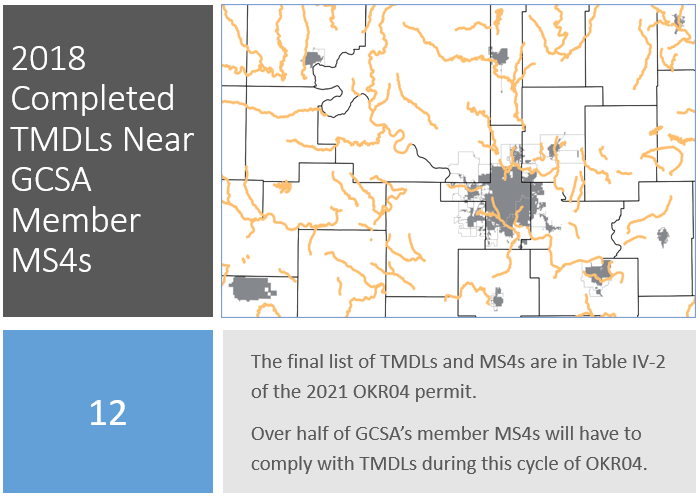 2018
Completed
TMDLs Near
GCSA
Member
MS4s
12
The final list of TMDLs and MS4s are in Table IV-2
of the 2021 OKR04 permit.
Over half of GCSA's member MS4s will have to
comply with TMDLs during this cycle of OKR04.